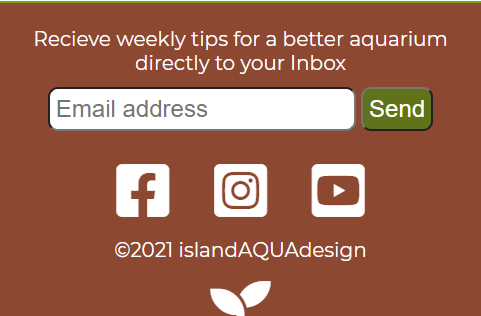 Recieve weekly tips for a better aquarium
directly to your Inbox
Email address Send
©2021 islandAQUAdesign